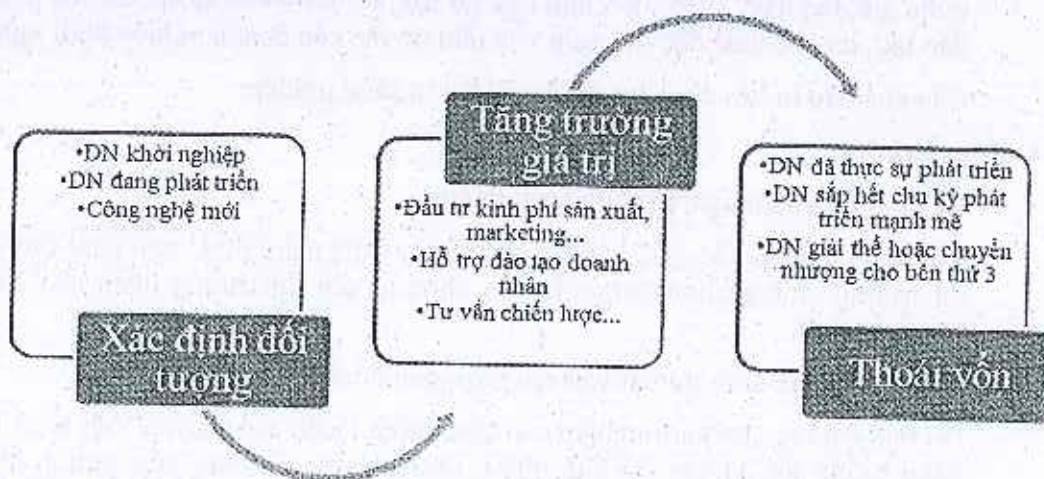 •DN khởi nghiệp
•DN đang phát triển
•Công nghệ mới
Xác định đối
tượng
Tăng trưởng
giá trị
•Đầu tư kinh phí sản xuất,
marketing...
•Hỗ trợ đào tạo doanh
nhân
•Tư vấn chiến lược...
•DN đã thực sự phát triển
•DN sắp hết chu kỳ phát
triển mạnh mẽ
•DN giải thể hoặc chuyển
nhượng cho bên thứ 3
Thoái vốn